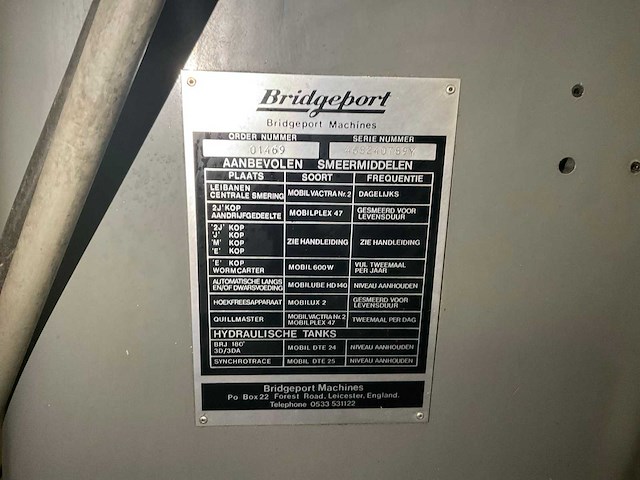 Bridgeport
Bridgeport Machines
ORDER NUMMER SERIE NUMMER
01469
AANBEVOLEN SMEERMIDDELEN
PLAATS SOORT FREQUENTIE
LEIBANEN
CENTRALE SMERING MOBIL VACTRA Nr. 2 DAGELIJKS
2J' KOP
AANDRIJFGEDEELTE MOBILPLEX 47 GESMEERD VOOR
LEVENSDUUR
'2J' KOP
'J' KOP
'M' KOP
'E' KOP ZIE HANDLEIDING ZIE HANDLEIDING
'E' KOP
WORMCARTER MOBIL 600W VUL TWEEMAAL
PER JAAR
AUTOMATISCHE LANGS
EN/OF DWARSVOEDING MOBILUBE HD 140 NIVEAU AANHOUDEN
HOEKFREESAPPARAAT MOBILUX 2 GESMEERD VOOR
LEVENSDUUR
QUILLMASTER MOBIL VACTRA Nr. 2
MOBILPLEX 47 TWEEMAAL PER DAG
HYDRAULISCHE TANKS
BRJ 180°
3D/3DA MOBIL DTE 24 NIVEAU AANHOUDEN
SYNCHROTRACE MOBIL DTE 25 NIVEAU AANHOUDEN
Bridgeport Machines
Po Box 22 Forest Road, Leicester, England.
Telephone 0533 531122